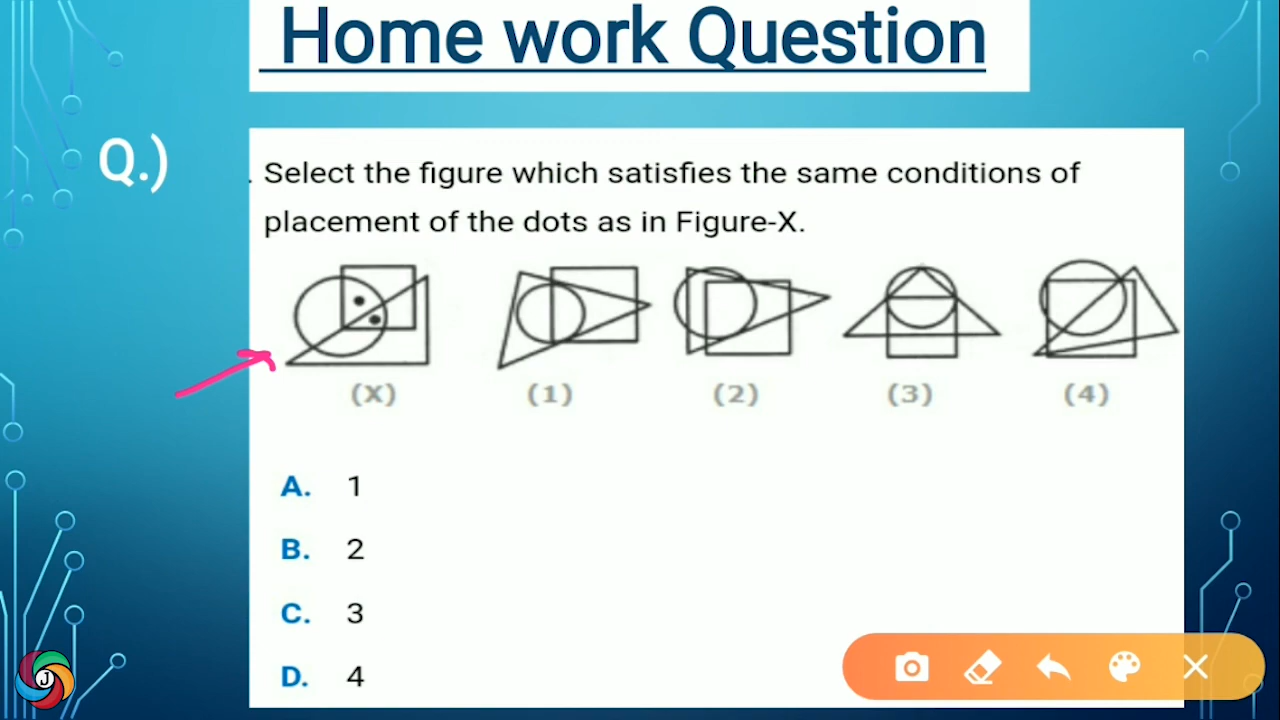 Home work Question
Q.)
. Select the figure which satisfies the same conditions of
placement of the dots as in Figure-X.
(X) (1) (2) (3) (4)
A. 1
B. 2
C. 3
D. 4
J